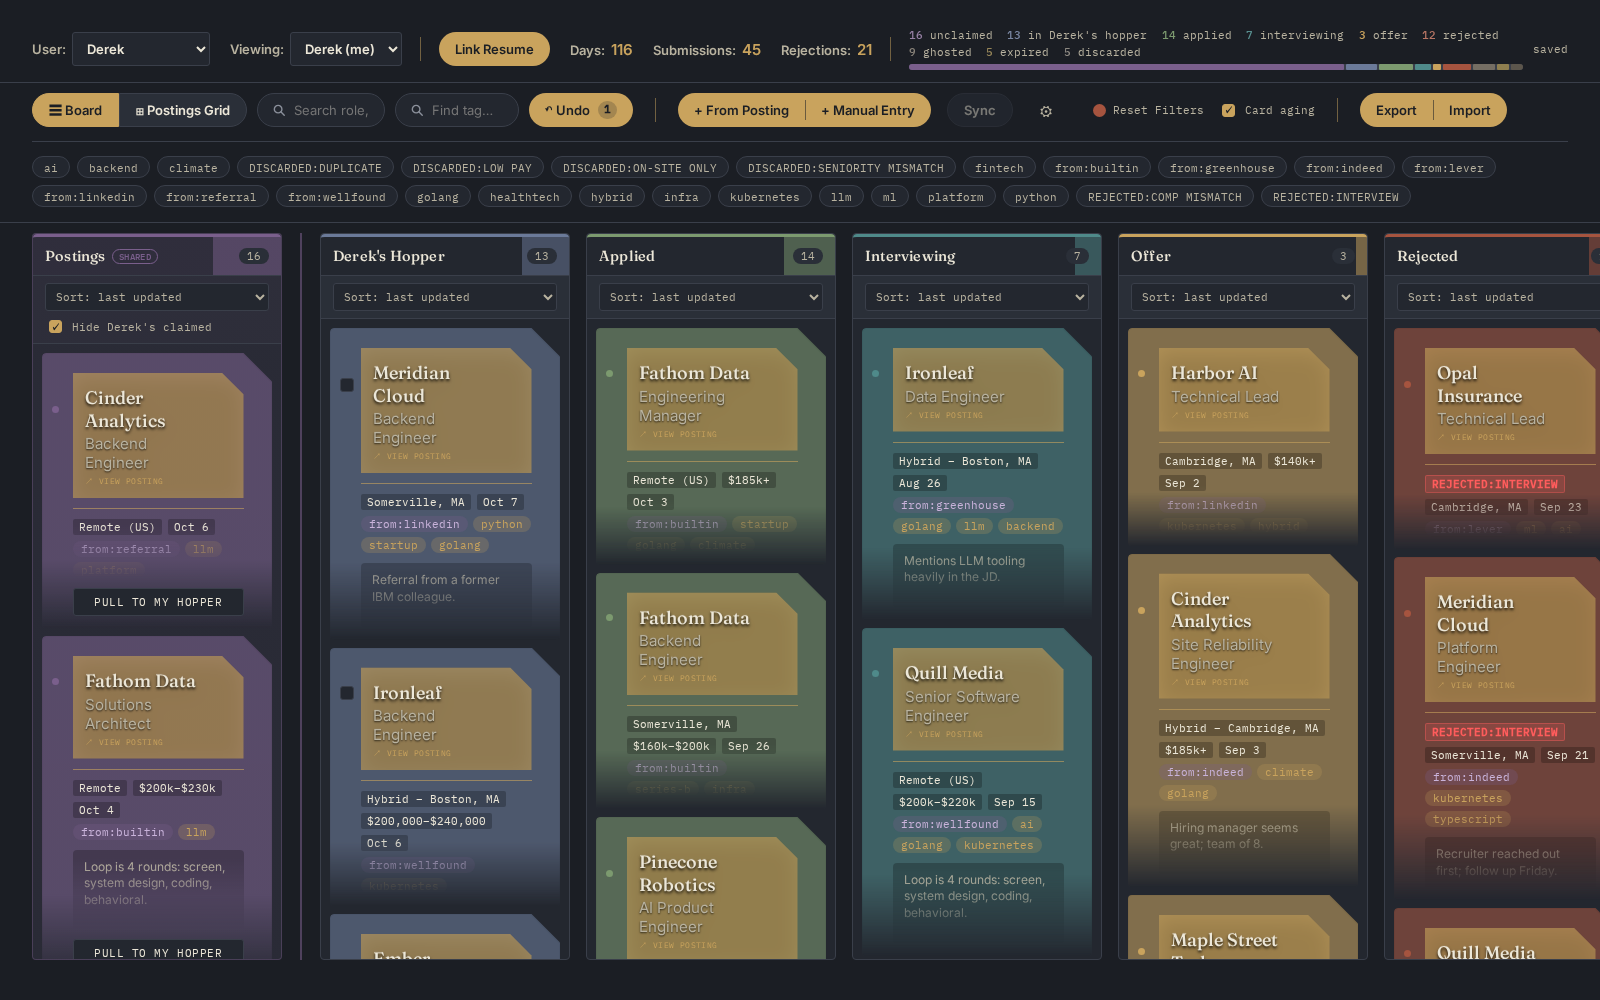 User: Derek Viewing: Derek (me) Link Resume Days: 116 Submissions: 45 Rejections: 21
16 unclaimed 13 in Derek's hopper 14 applied 7 interviewing 3 offer 12 rejected
9 ghosted 5 expired 5 discarded
saved
Board Postings Grid Search role, Find tag... Undo 1 + From Posting + Manual Entry Sync Reset Filters Card aging Export Import
ai backend climate DISCARDED:DUPLICATE DISCARDED:LOW PAY DISCARDED:ON-SITE ONLY DISCARDED:SENIORITY MISMATCH fintech from:builtin from:greenhouse from:indeed from:lever
from:linkedin from:referral from:wellfound golang healthtech hybrid infra kubernetes llm ml platform python REJECTED:COMP MISMATCH REJECTED:INTERVIEW
Postings SHARED 16
Sort: last updated
Hide Derek's claimed
Cinder
Analytics
Backend
Engineer
VIEW POSTING
Remote (US) Oct 6
from:referral llm
platform
PULL TO MY HOPPER
Fathom Data
Solutions
Architect
VIEW POSTING
Remote $200k–$230k
Oct 4
from:builtin llm
Loop is 4 rounds: screen,
system design, coding,
behavioral.
PULL TO MY HOPPER
Derek's Hopper 13
Sort: last updated
Meridian
Cloud
Backend
Engineer
VIEW POSTING
Somerville, MA Oct 7
from:linkedin python
startup golang
Referral from a former
IBM colleague.
Ironleaf
Backend
Engineer
VIEW POSTING
Hybrid – Boston, MA
$200,000–$240,000
Oct 6
from:wellfound
kubernetes
Ember
Applied 14
Sort: last updated
Fathom Data
Engineering
Manager
VIEW POSTING
Remote (US) $185k+
Oct 3
from:builtin startup
golang climate
Fathom Data
Backend
Engineer
VIEW POSTING
Somerville, MA
$160k–$200k Sep 26
from:builtin
series-b infra
Pinecone
Robotics
AI Product
Engineer
VIEW POSTING
Interviewing 7
Sort: last updated
Ironleaf
Data Engineer
VIEW POSTING
Hybrid – Boston, MA
Aug 26
from:greenhouse
golang llm backend
Mentions LLM tooling
heavily in the JD.
Quill Media
Senior Software
Engineer
VIEW POSTING
Remote (US)
$200k–$220k Sep 15
from:wellfound ai
golang kubernetes
Loop is 4 rounds: screen,
system design, coding,
behavioral.
Offer 3
Sort: last updated
Harbor AI
Technical Lead
VIEW POSTING
Cambridge, MA $140k+
Sep 2
from:linkedin
kubernetes hybrid
Cinder
Analytics
Site Reliability
Engineer
VIEW POSTING
Hybrid – Cambridge, MA
$185k+ Sep 3
from:indeed climate
golang
Hiring manager seems
great; team of 8.
Maple Street
Rejected
Sort: last updated
Opal
Insurance
Technical Lead
VIEW POSTING
REJECTED:INTERVIEW
Cambridge, MA Sep 23
from:lever ml ai
Meridian
Cloud
Platform
Engineer
VIEW POSTING
REJECTED:INTERVIEW
Somerville, MA Sep 21
from:indeed
kubernetes
typescript
Recruiter reached out
first; follow up Friday.
Quill Media